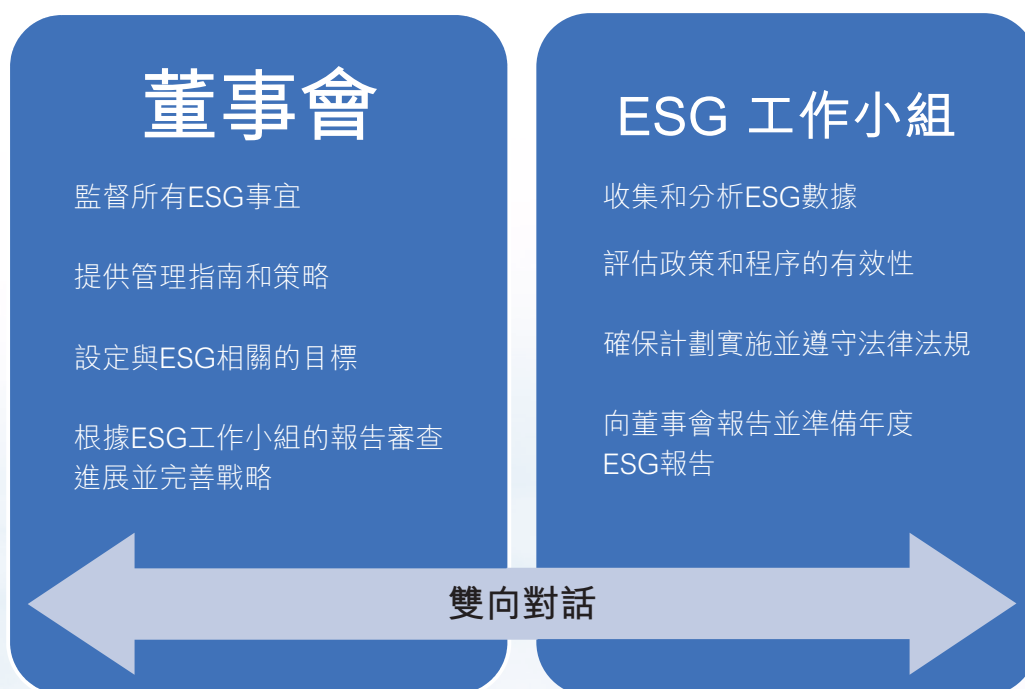 董事會
監督所有ESG事宜
提供管理指南和策略
設定與ESG相關的目標
根據ESG工作小組的報告審查
進展並完善戰略
ESG 工作小組
收集和分析ESG數據
評估政策和程序的有效性
確保計劃實施並遵守法律法規
向董事會報告並準備年度
ESG報告
雙向對話